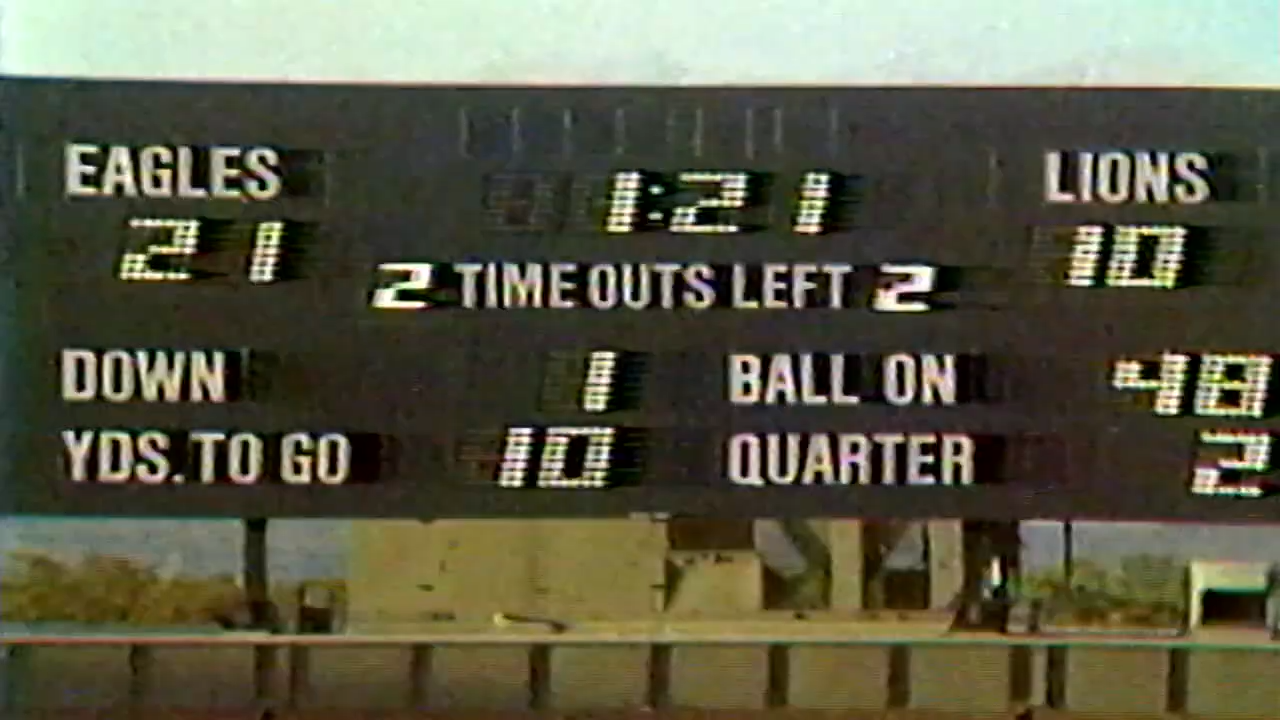 EAGLES 1:21 LIONS
21 10
2 TIME OUTS LEFT 2
DOWN 1 BALL ON 48
YDS. TO GO 10 QUARTER 2